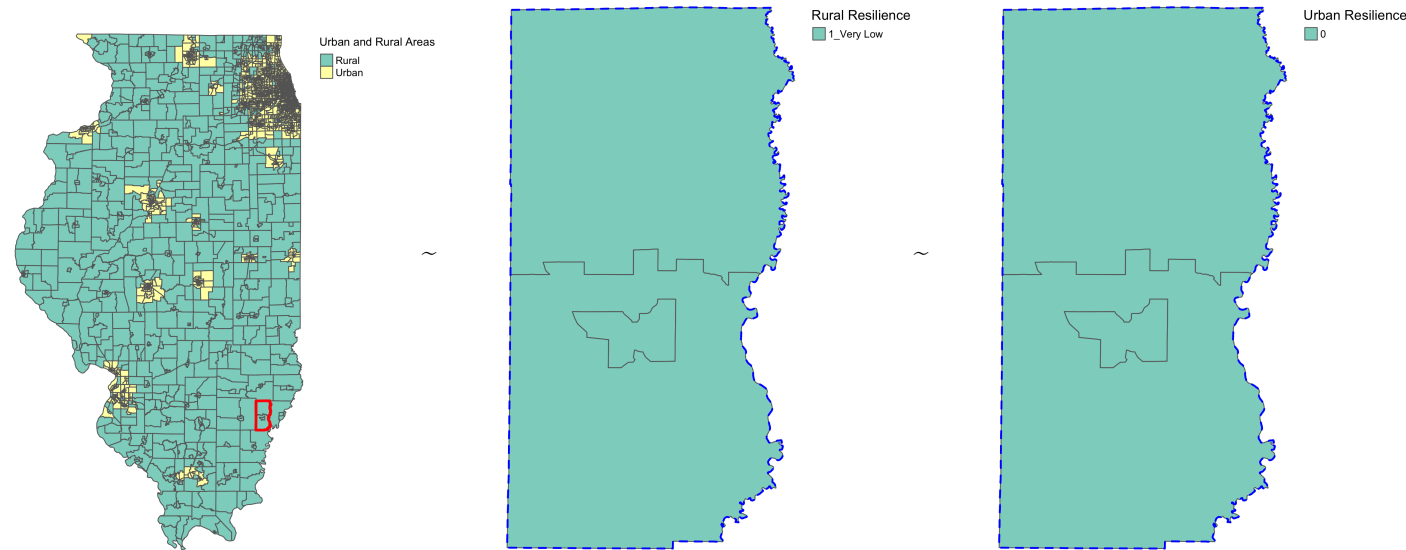 Urban and Rural Areas
Rural
Urban
~
Rural Resilience
1_Very Low
~
Urban Resilience
0